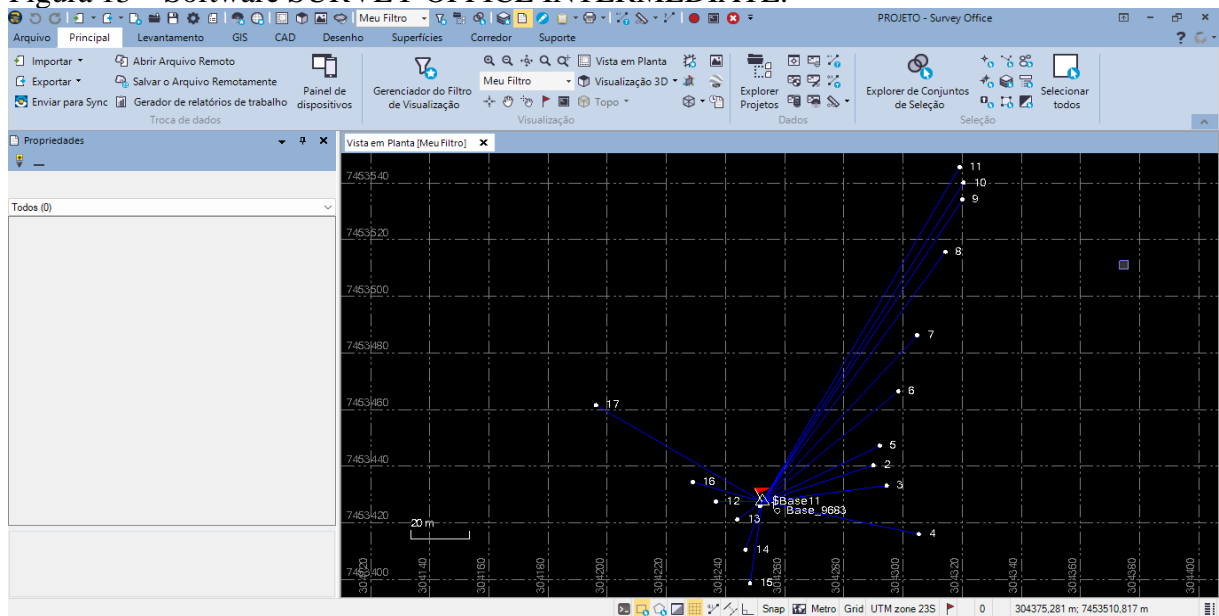 Figura 13 – Software SURVEY OFFICE INTERMEDIATE.
Meu Filtro
PROJETO - Survey Office
Arquivo Principal Levantamento GIS CAD Desenho Superfícies Corredor Suporte
Importar
Exportar
Enviar para Sync
Abrir Arquivo Remoto
Salvar o Arquivo Remotamente
Gerador de relatórios de trabalho
Painel de dispositivos
Troca de dados
Gerenciador do Filtro de Visualização
Meu Filtro
Vista em Planta
Visualização 3D
Topo
Visualização
Explorer Projetos
Dados
Explorer de Conjuntos de Seleção
Selecionar todos
Seleção
Propriedades
Todos (0)
Vista em Planta [Meu Filtro]
7453540
7453520
7453500
7453480
7453460
7453440
7453420
7453400
11
10
9
8
7
6
5
2
3
4
17
16
12
13
14
15
Base_9683
20 m
304140
304160
304180
304200
304220
304240
304260
304280
304300
304320
304340
304360
304380
304400
Snap Metro Grid UTM zone 23S 0 304375,281 m; 7453510.817 m